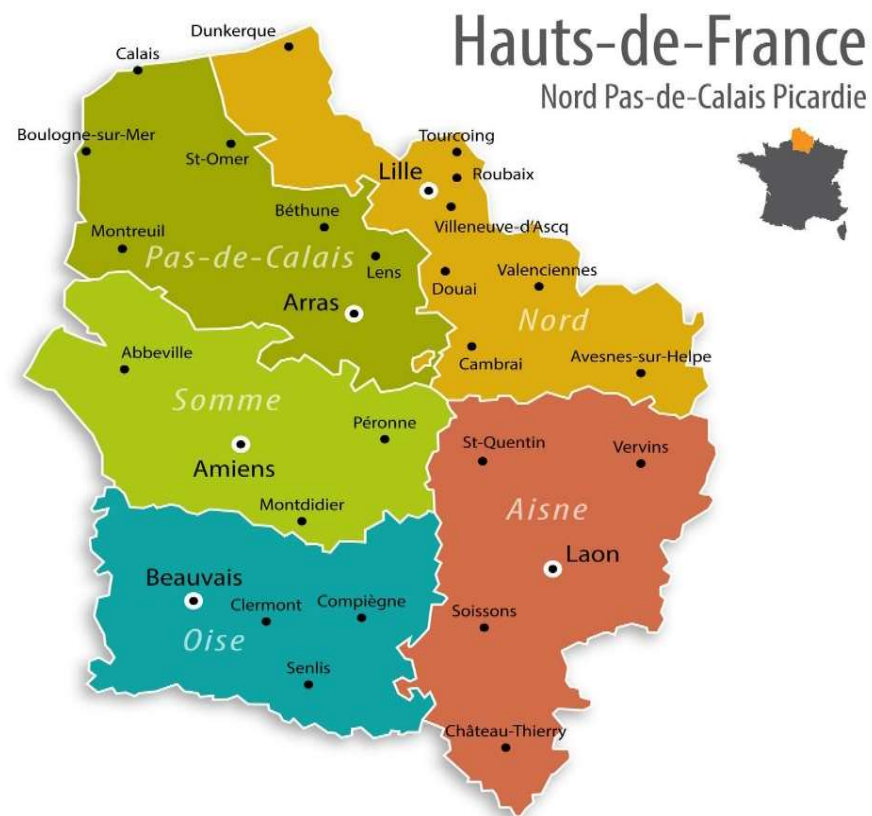 Hauts-de-France
Nord Pas-de-Calais Picardie
Dunkerque
Calais
Boulogne-sur-Mer
St-Omer
Tourcoing
Lille
Roubaix
Béthune
Villeneuve-d'Ascq
Montreuil
Pas-de-Calais
Lens
Douai
Valenciennes
Arras
Nord
Abbeville
Cambrai
Avesnes-sur-Helpe
Somme
Péronne
St-Quentin
Vervins
Amiens
Montdidier
Aisne
Laon
Beauvais
Clermont
Compiègne
Soissons
Oise
Senlis
Château-Thierry